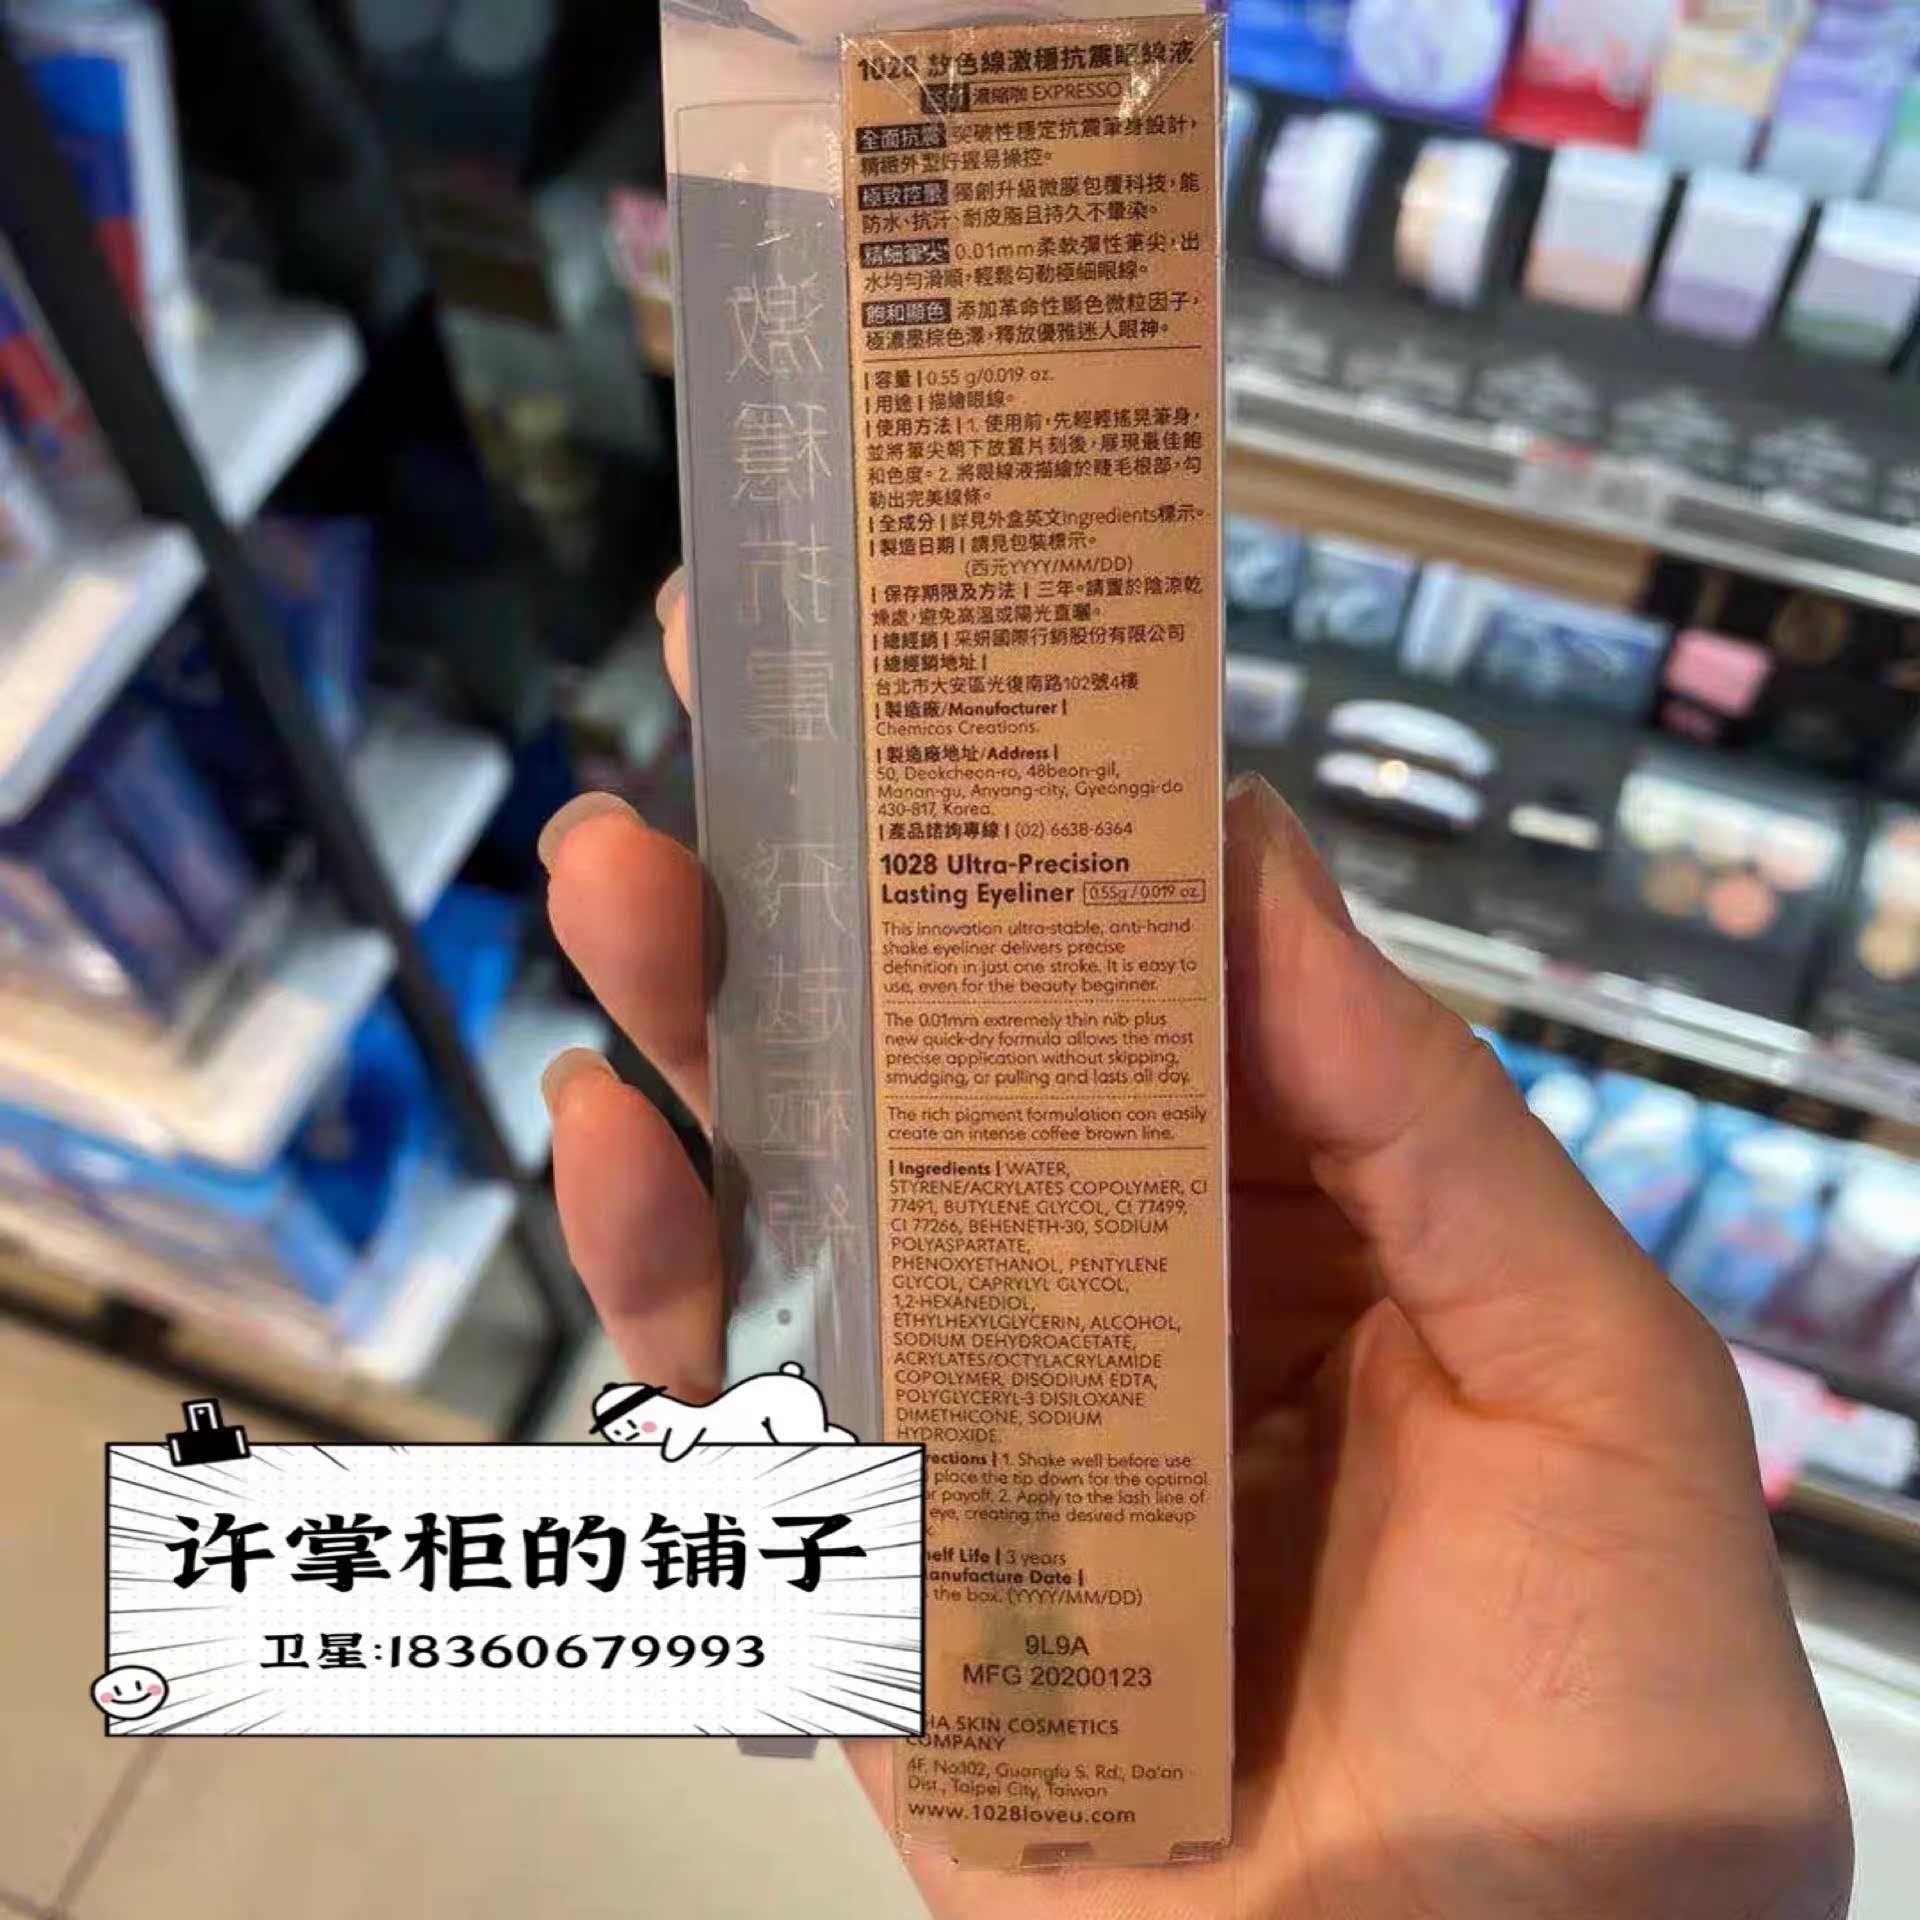 1028 放色線激穩抗震眼線液
濃縮咖 EXPRESSO
全面抗震 突破性穩定抗震筆身設計，
精緻外型好握易操控。
極致控暈 獨創升級微膜包覆科技，能
防水、抗汗、耐皮脂且持久不暈染。
精細筆尖 0.01mm柔軟彈性筆尖，出
水均勻滑順，輕鬆勾勒極細眼線。
飽和顯色 添加革命性顯色微粒因子，
極濃墨棕色澤，釋放優雅迷人眼神。
| 容量 | 0.55 g/0.019 oz.
| 用途 | 描繪眼線。
| 使用方法 | 1. 使用前，先輕輕搖晃筆身，
並將筆尖朝下放置片刻後，展現最佳飽
和色度。2. 將眼線液描繪於睫毛根部，勾
勒出完美線條。
| 全成分 | 詳見外盒英文Ingredients標示。
| 製造日期 | 請見包裝標示。
(西元YYYY/MM/DD)
| 保存期限及方法 | 三年。請置於陰涼乾
燥處，避免高溫或陽光直曬。
| 總經銷 | 采妍國際行銷股份有限公司
| 總經銷地址 |
台北市大安區光復南路102號4樓
| 製造廠/Manufacturer |
Chemicos Creations.
| 製造廠地址/Address |
50, Deokcheon-ro, 48beon-gil,
Manan-gu, Anyang-city, Gyeonggi-do
430-817, Korea.
| 產品諮詢專線 | (02) 6638-6364
1028 Ultra-Precision
Lasting Eyeliner 0.55g / 0.019 oz.
This innovation ultra-stable, anti-hand
shake eyeliner delivers precise
definition in just one stroke. It is easy to
use, even for the beauty beginner.
The 0.01mm extremely thin nib plus
new quick-dry formula allows the most
precise application without skipping,
smudging, or pulling and lasts all day.
The rich pigment formulation can easily
create an intense coffee brown line.
| Ingredients | WATER,
STYRENE/ACRYLATES COPOLYMER, CI
77491, BUTYLENE GLYCOL, CI 77499,
CI 77266, BEHENETH-30, SODIUM
POLYASPARTATE,
PHENOXYETHANOL, PENTYLENE
GLYCOL, CAPRYLYL GLYCOL,
1,2-HEXANEDIOL,
ETHYLHEXYLGLYCERIN, ALCOHOL,
SODIUM DEHYDROACETATE,
ACRYLATES/OCTYLACRYLAMIDE
COPOLYMER, DISODIUM EDTA,
POLYGLYCERYL-3 DISILOXANE
DIMETHICONE, SODIUM
HYDROXIDE.
rections | 1. Shake well before use
place the tip down for the optimal
r payoff. 2. Apply to the lash line of
eye, creating the desired makeup
elf Life | 3 years
anufacture Date |
the box. (YYYY/MM/DD)
9L9A
MFG 20200123
HA SKIN COSMETICS
COMPANY
4F, No.102, Guangfu S. Rd., Da'an
Dist., Taipei City, Taiwan
www.1028loveu.com
激穩抗震．飛越極線
许掌柜的铺子
卫星:18360679993